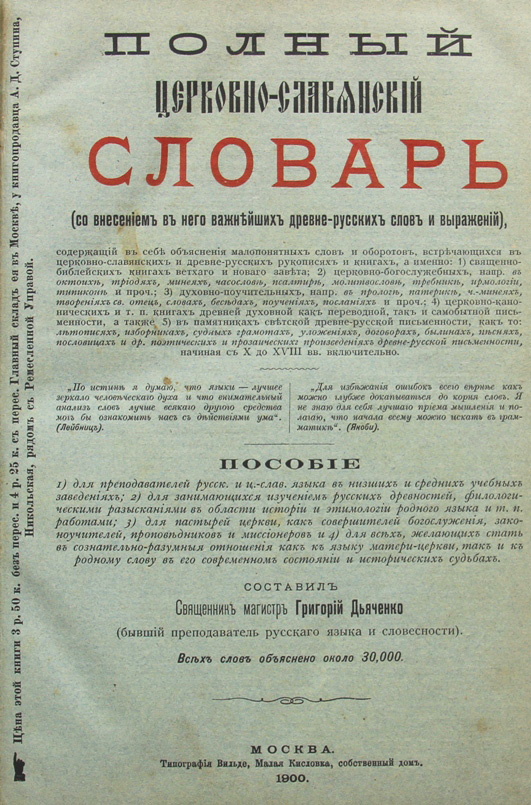 ПОЛНЫЙ
ЦЕРКОВНО-СЛАВѦНСКІЙ
СЛОВАРЬ
(со внесеніемъ въ него важнѣйшихъ древне-русскихъ словъ и выраженій),
содержащій въ себѣ объясненія малопонятныхъ словъ и оборотовъ, встрѣчающихся въ
церковно-славянскихъ и древне-русскихъ рукописяхъ и книгахъ, а именно: 1) священно-
библейскихъ книгахъ ветхаго и новаго завѣта; 2) церковно-богослужебныхъ, напр. въ
октоихѣ, тріодяхъ, минеяхъ, часословѣ, псалтирѣ, молитвословѣ, требникѣ, ирмологіи,
типиконѣ и проч.; 3) духовно-поучительныхъ, напр. въ прологѣ, патерикѣ, ч.-минеяхъ,
твореніяхъ св. отецъ, словахъ, бесѣдахъ, поученіяхъ, посланіяхъ и проч.; 4) церковно-канони-
ческихъ и т. п. книгахъ древней духовной какъ переводной, такъ и самобытной письмен-
ности, а также 5) въ памятникахъ свѣтской древне-русской письменности, какъ то:
лѣтописяхъ, изборникахъ, судныхъ грамотахъ, уложеніяхъ, договорахъ, былинахъ, пѣсняхъ,
пословицахъ и др. поэтическихъ и прозаическихъ произведеніяхъ древне-русской письменности,
начиная съ X до XVIII вв. включительно.
„По истинѣ я думаю, что языки — лучшее
зеркало человѣческаго духа и что внимательный
анализъ словъ лучше всякаго другого средства
могъ бы ознакомить насъ съ дѣйствіями ума“.
(Лейбницъ).
„Для избѣжанія ошибокъ всего вѣрнѣе какъ
можно глубже докапываться до корня словъ. Я
не знаю для себя лучшаго пріема мышленія и по-
лагаю, что начала всему можно искать въ грам-
матикѣ“. (Якоби).
ПОСОБІЕ
1) для преподавателей русск. и ц.-слав. языка въ низшихъ и среднихъ учебныхъ
заведеніяхъ; 2) для занимающихся изученіемъ русскихъ древностей, филологи-
ческими разысканіями въ области исторіи и этимологіи родного языка и т. п.
работами; 3) для пастырей церкви, какъ совершителей богослуженія, зако-
ноучителей, проповѣдниковъ и миссіонеровъ и 4) для всѣхъ, желающихъ стать
въ сознательно-разумныя отношенія какъ къ языку матери-церкви, такъ и къ
родному слову въ его современномъ состояніи и историческихъ судьбахъ.
СОСТАВИЛЪ
Священникъ магистръ Григорій Дьяченко
(бывшій преподаватель русскаго языка и словесности).
Всѣхъ словъ объяснено около 30,000.
МОСКВА.
Типографія Вильде, Малая Кисловка, собственный домъ.
1900.
Цѣна этой книги 3 р. 50 к. безъ перес. и 4 р. 25 к. съ перес. Главный складъ ея въ Москвѣ, у книгопродавца А. Д. Ступина,
Никольская, рядомъ съ Ремесленной Управой.